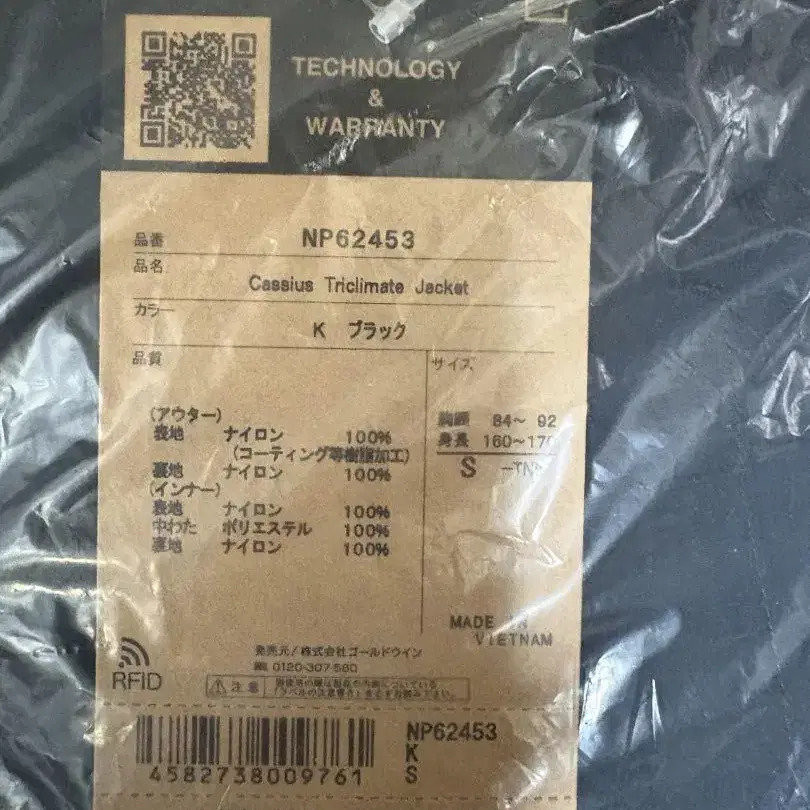 TECHNOLOGY
&
WARRANTY
品番 NP62453
品名
Cassius Triclimate Jacket
カラー
K ブラック
品質
サイズ
(アウター)
表地 ナイロン 100%
(コーティング等樹脂加工)
裏地 ナイロン 100%
(インナー)
表地 ナイロン 100%
中わた ポリエステル 100%
裏地 ナイロン 100%
胸囲 84~ 92
身長 160~170
S
MADE IN
VIETNAM
発売元/株式会社ゴールドウイン
0120-307-560
RFID
注意
NP62453
K
S
4582738009761